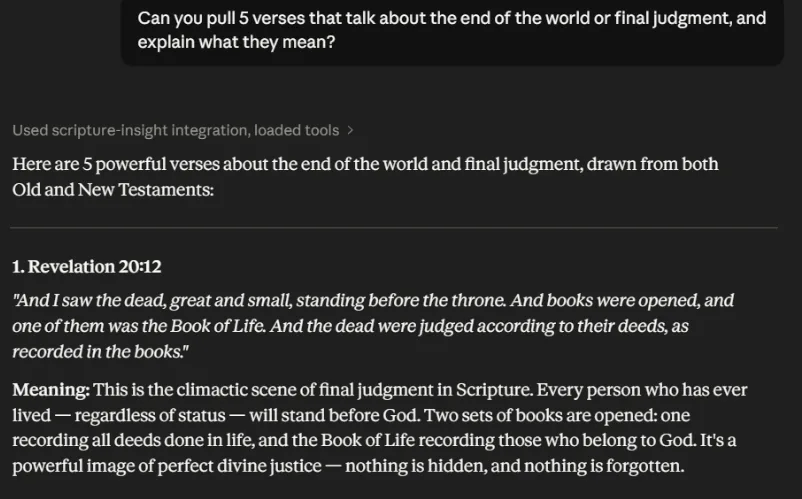 Can you pull 5 verses that talk about the end of the world or final judgment, and
explain what they mean?
Used scripture-insight integration, loaded tools >
Here are 5 powerful verses about the end of the world and final judgment, drawn from both
Old and New Testaments:
1. Revelation 20:12
"And I saw the dead, great and small, standing before the throne. And books were opened, and
one of them was the Book of Life. And the dead were judged according to their deeds, as
recorded in the books."
Meaning: This is the climactic scene of final judgment in Scripture. Every person who has ever
lived — regardless of status — will stand before God. Two sets of books are opened: one
recording all deeds done in life, and the Book of Life recording those who belong to God. It's a
powerful image of perfect divine justice — nothing is hidden, and nothing is forgotten.